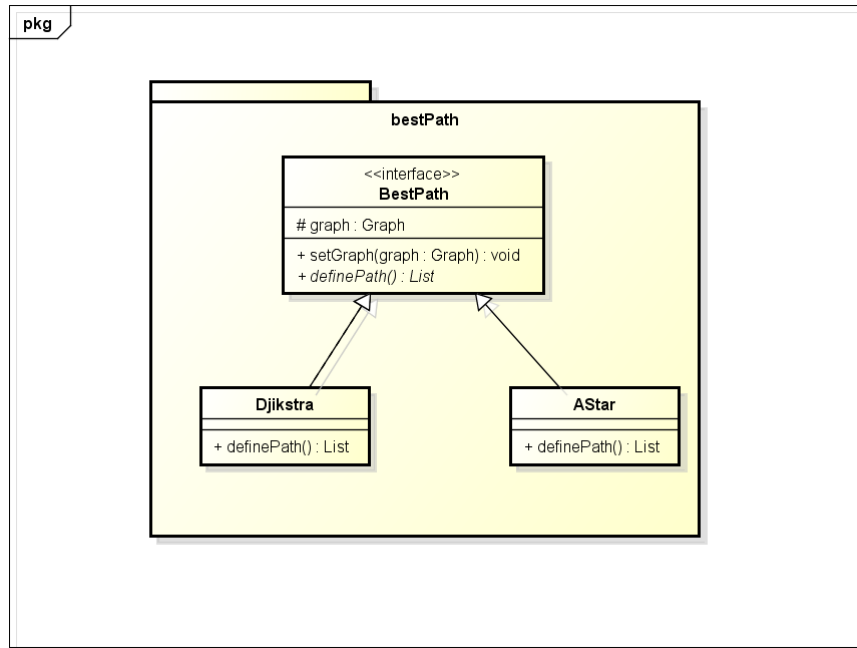 pkg
bestPath
<<interface>>
BestPath
# graph : Graph
+ setGraph(graph : Graph) : void
+ definePath() : List
Djikstra
+ definePath() : List
AStar
+ definePath() : List